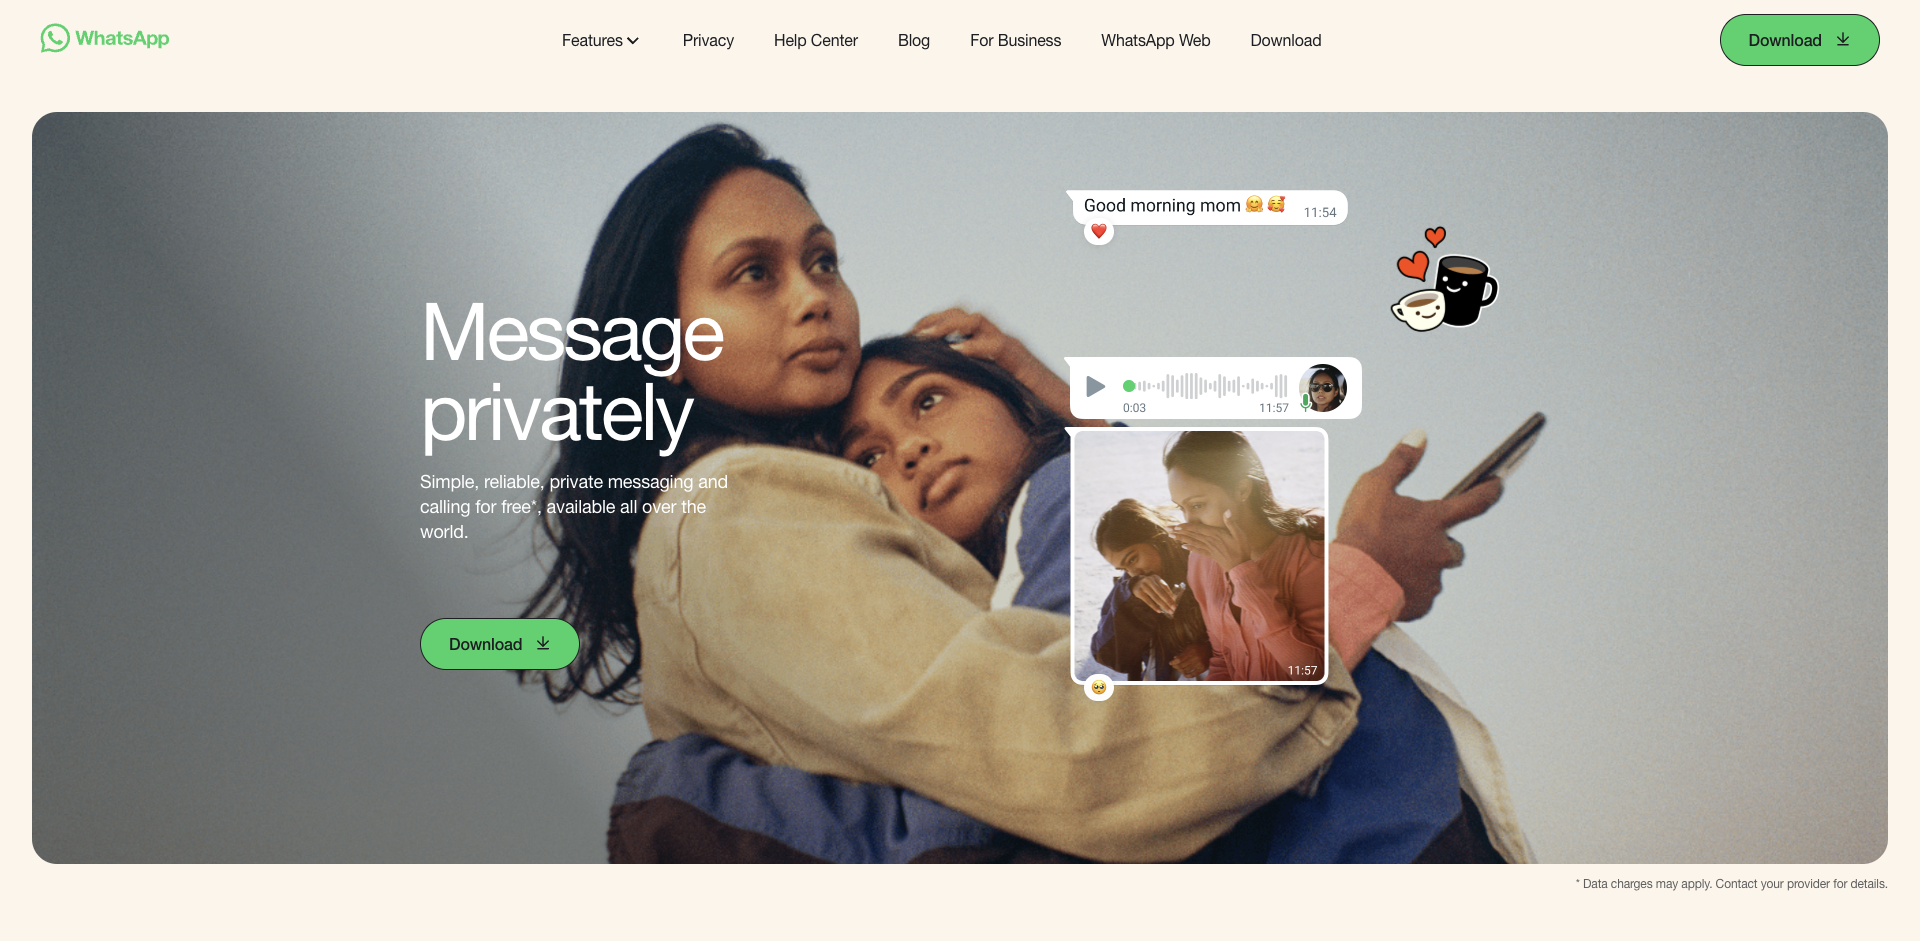 WhatsApp
Features
Privacy
Help Center
Blog
For Business
WhatsApp Web
Download
Download
Message
privately
Simple, reliable, private messaging and
calling for free*, available all over the
world.
Download
Good morning mom 🤗 🥰 11:54
0:03 11:57
11:57
* Data charges may apply. Contact your provider for details.